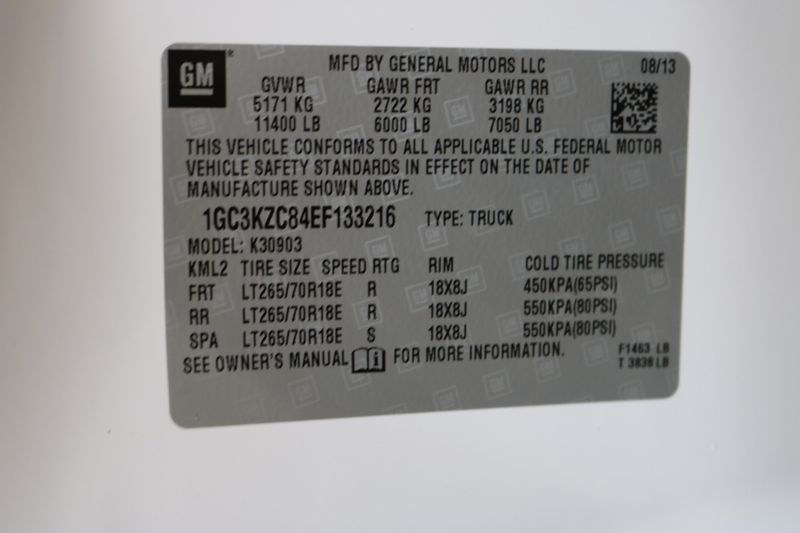 GM
MFD BY GENERAL MOTORS LLC 08/13
GVWR GAWR FRT GAWR RR
5171 KG 2722 KG 3198 KG
11400 LB 6000 LB 7050 LB
THIS VEHICLE CONFORMS TO ALL APPLICABLE U.S. FEDERAL MOTOR
VEHICLE SAFETY STANDARDS IN EFFECT ON THE DATE OF
MANUFACTURE SHOWN ABOVE.
1GC3KZC84EF133216 TYPE: TRUCK
MODEL: K30903
KML2 TIRE SIZE SPEED RTG RIM COLD TIRE PRESSURE
FRT LT265/70R18E R 18X8J 450KPA(65PSI)
RR LT265/70R18E R 18X8J 550KPA(80PSI)
SPA LT265/70R18E S 18X8J 550KPA(80PSI)
SEE OWNER'S MANUAL FOR MORE INFORMATION.
F1463 LB
T 3838 LB